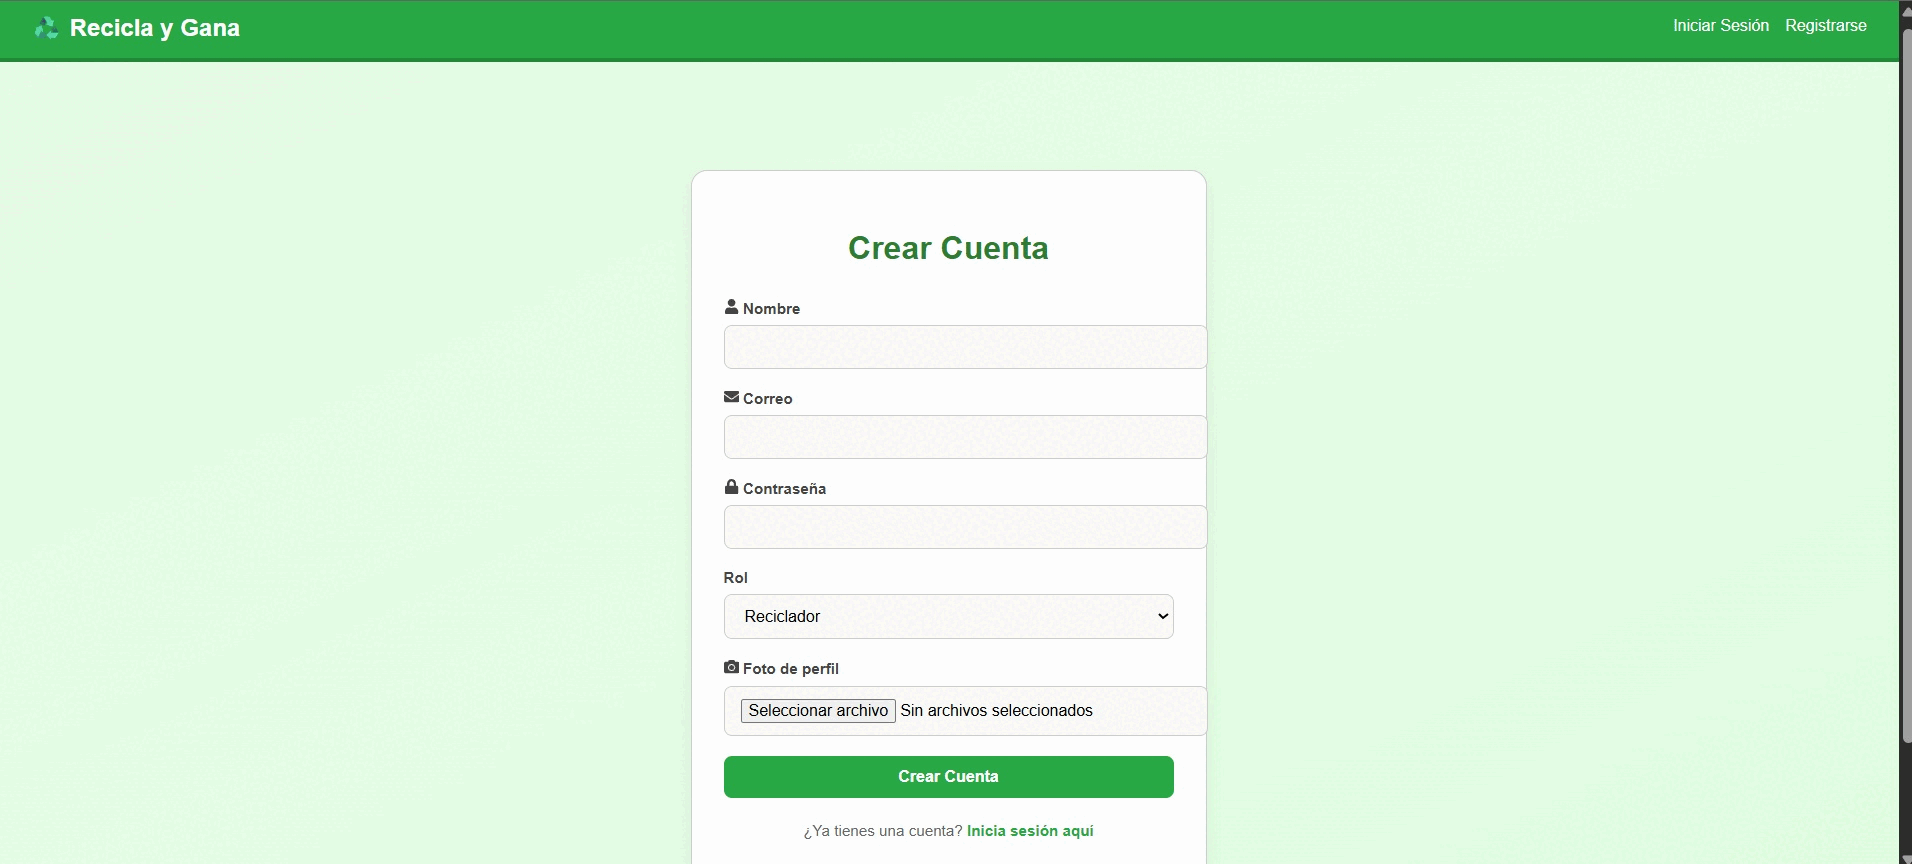 Recicla y Gana
Iniciar Sesión Registrarse
Crear Cuenta
Nombre
Correo
Contraseña
Rol
Reciclador
Foto de perfil
Seleccionar archivo Sin archivos seleccionados
Crear Cuenta
¿Ya tienes una cuenta? Inicia sesión aquí